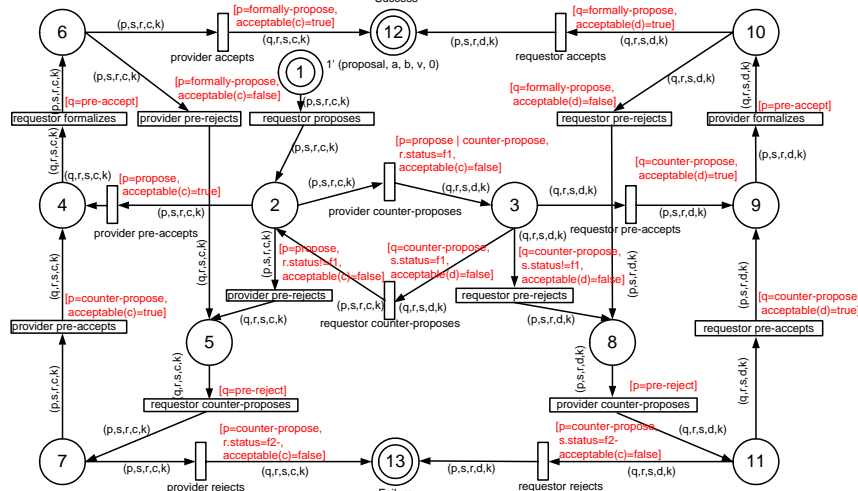 Success
6
(p,s,r,c,k)
[p=formally-propose,
acceptable(c)=true]
provider accepts
(q,r,s,c,k)
12
(p,s,r,d,k)
[q=formally-propose,
acceptable(d)=true]
requestor accepts
(q,r,s,d,k)
10
1
1' (proposal, a, b, v, 0)
(p,s,r,c,k)
[p=formally-propose,
acceptable(c)=false]
(p,s,r,c,k)
[q=formally-propose,
acceptable(d)=false]
(q,r,s,d,k)
(p,s,r,c,k)
[q=pre-accept]
requestor formalizes
provider pre-rejects
requestor proposes
requestor pre-rejects
provider formalizes
[p=pre-accept]
(q,r,s,d,k)
(q,r,s,c,k)
(p,s,r,c,k)
[p=propose | counter-propose,
r.status=f1,
acceptable(c)=false]
(p,s,r,d,k)
(q,r,s,c,k)
[p=propose,
acceptable(c)=true]
4
(p,s,r,c,k)
provider pre-accepts
2
(p,s,r,c,k)
provider counter-proposes
(q,r,s,d,k)
3
(q,r,s,d,k)
[q=counter-propose,
acceptable(d)=true]
requestor pre-accepts
(p,s,r,d,k)
9
(q,r,s,c,k)
(p,s,r,c,k)
[p=propose,
r.status!=f1,
acceptable(c)=false]
provider pre-rejects
[q=counter-propose,
s.status=f1,
acceptable(d)=false]
(p,s,r,c,k)
(q,r,s,d,k)
requestor counter-proposes
(q,r,s,d,k)
[q=counter-propose,
s.status!=f1,
acceptable(d)=false]
requestor pre-rejects
(p,s,r,d,k)
(p,s,r,d,k)
(q,r,s,c,k)
[p=counter-propose,
acceptable(c)=true]
provider pre-accepts
(p,s,r,c,k)
(q,r,s,c,k)
5
(p,s,r,d,k)
8
(p,s,r,d,k)
[q=counter-propose,
acceptable(d)=true]
requestor pre-accepts
(q,r,s,d,k)
(q,r,s,c,k)
[q=pre-reject]
requestor counter-proposes
(p,s,r,c,k)
(p,s,r,d,k)
[p=pre-reject]
provider counter-proposes
(q,r,s,d,k)
7
(p,s,r,c,k)
[p=counter-propose,
r.status=f2-,
acceptable(c)=false]
provider rejects
(q,r,s,c,k)
13
(p,s,r,d,k)
[p=counter-propose,
s.status=f2-
acceptable(c)=false]
requestor rejects
(q,r,s,d,k)
11